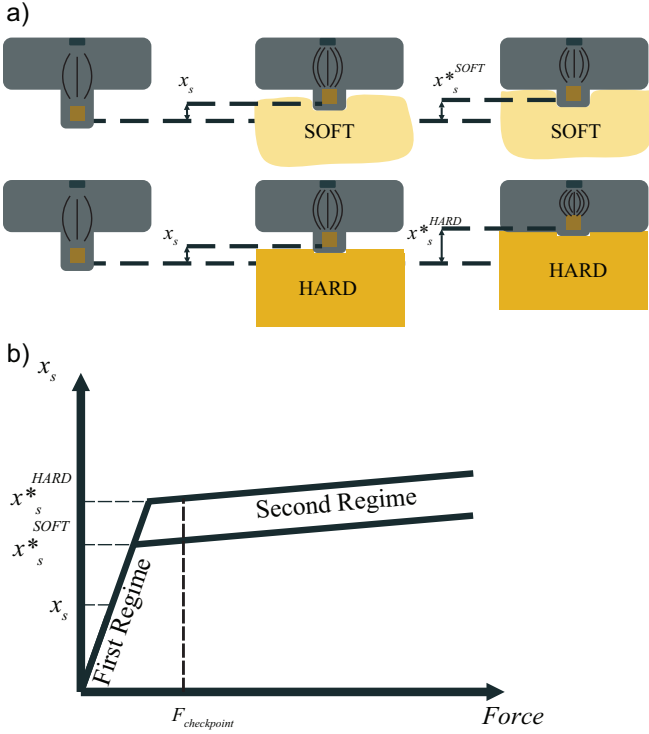 a)
x_s
SOFT
x*_s^SOFT
SOFT
x_s
HARD
x*_s^HARD
HARD
b)
x_s
x*_s^HARD
x*_s^SOFT
x_s
First Regime
Second Regime
F_checkpoint
Force